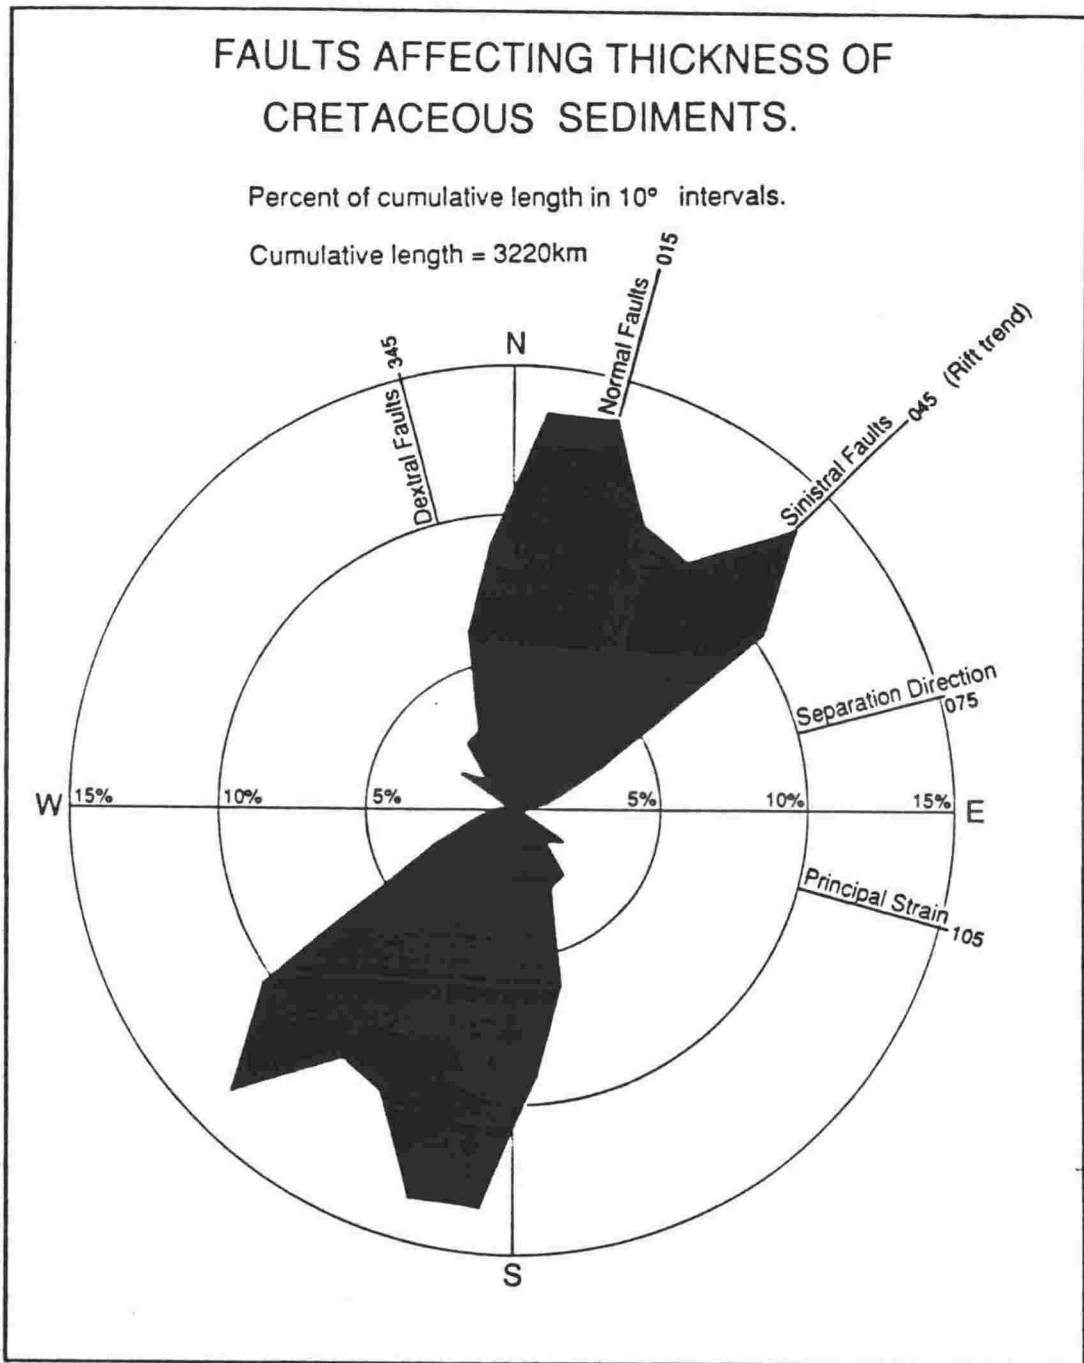 FAULTS AFFECTING THICKNESS OF
CRETACEOUS SEDIMENTS.
Percent of cumulative length in 10° intervals.
Cumulative length = 3220km
N
Dextral Faults 345
Normal Faults 015
Sinistral Faults 045 (Rift trend)
Separation Direction
075
W 15% 10% 5% 5% 10% 15% E
Principal Strain
105
S